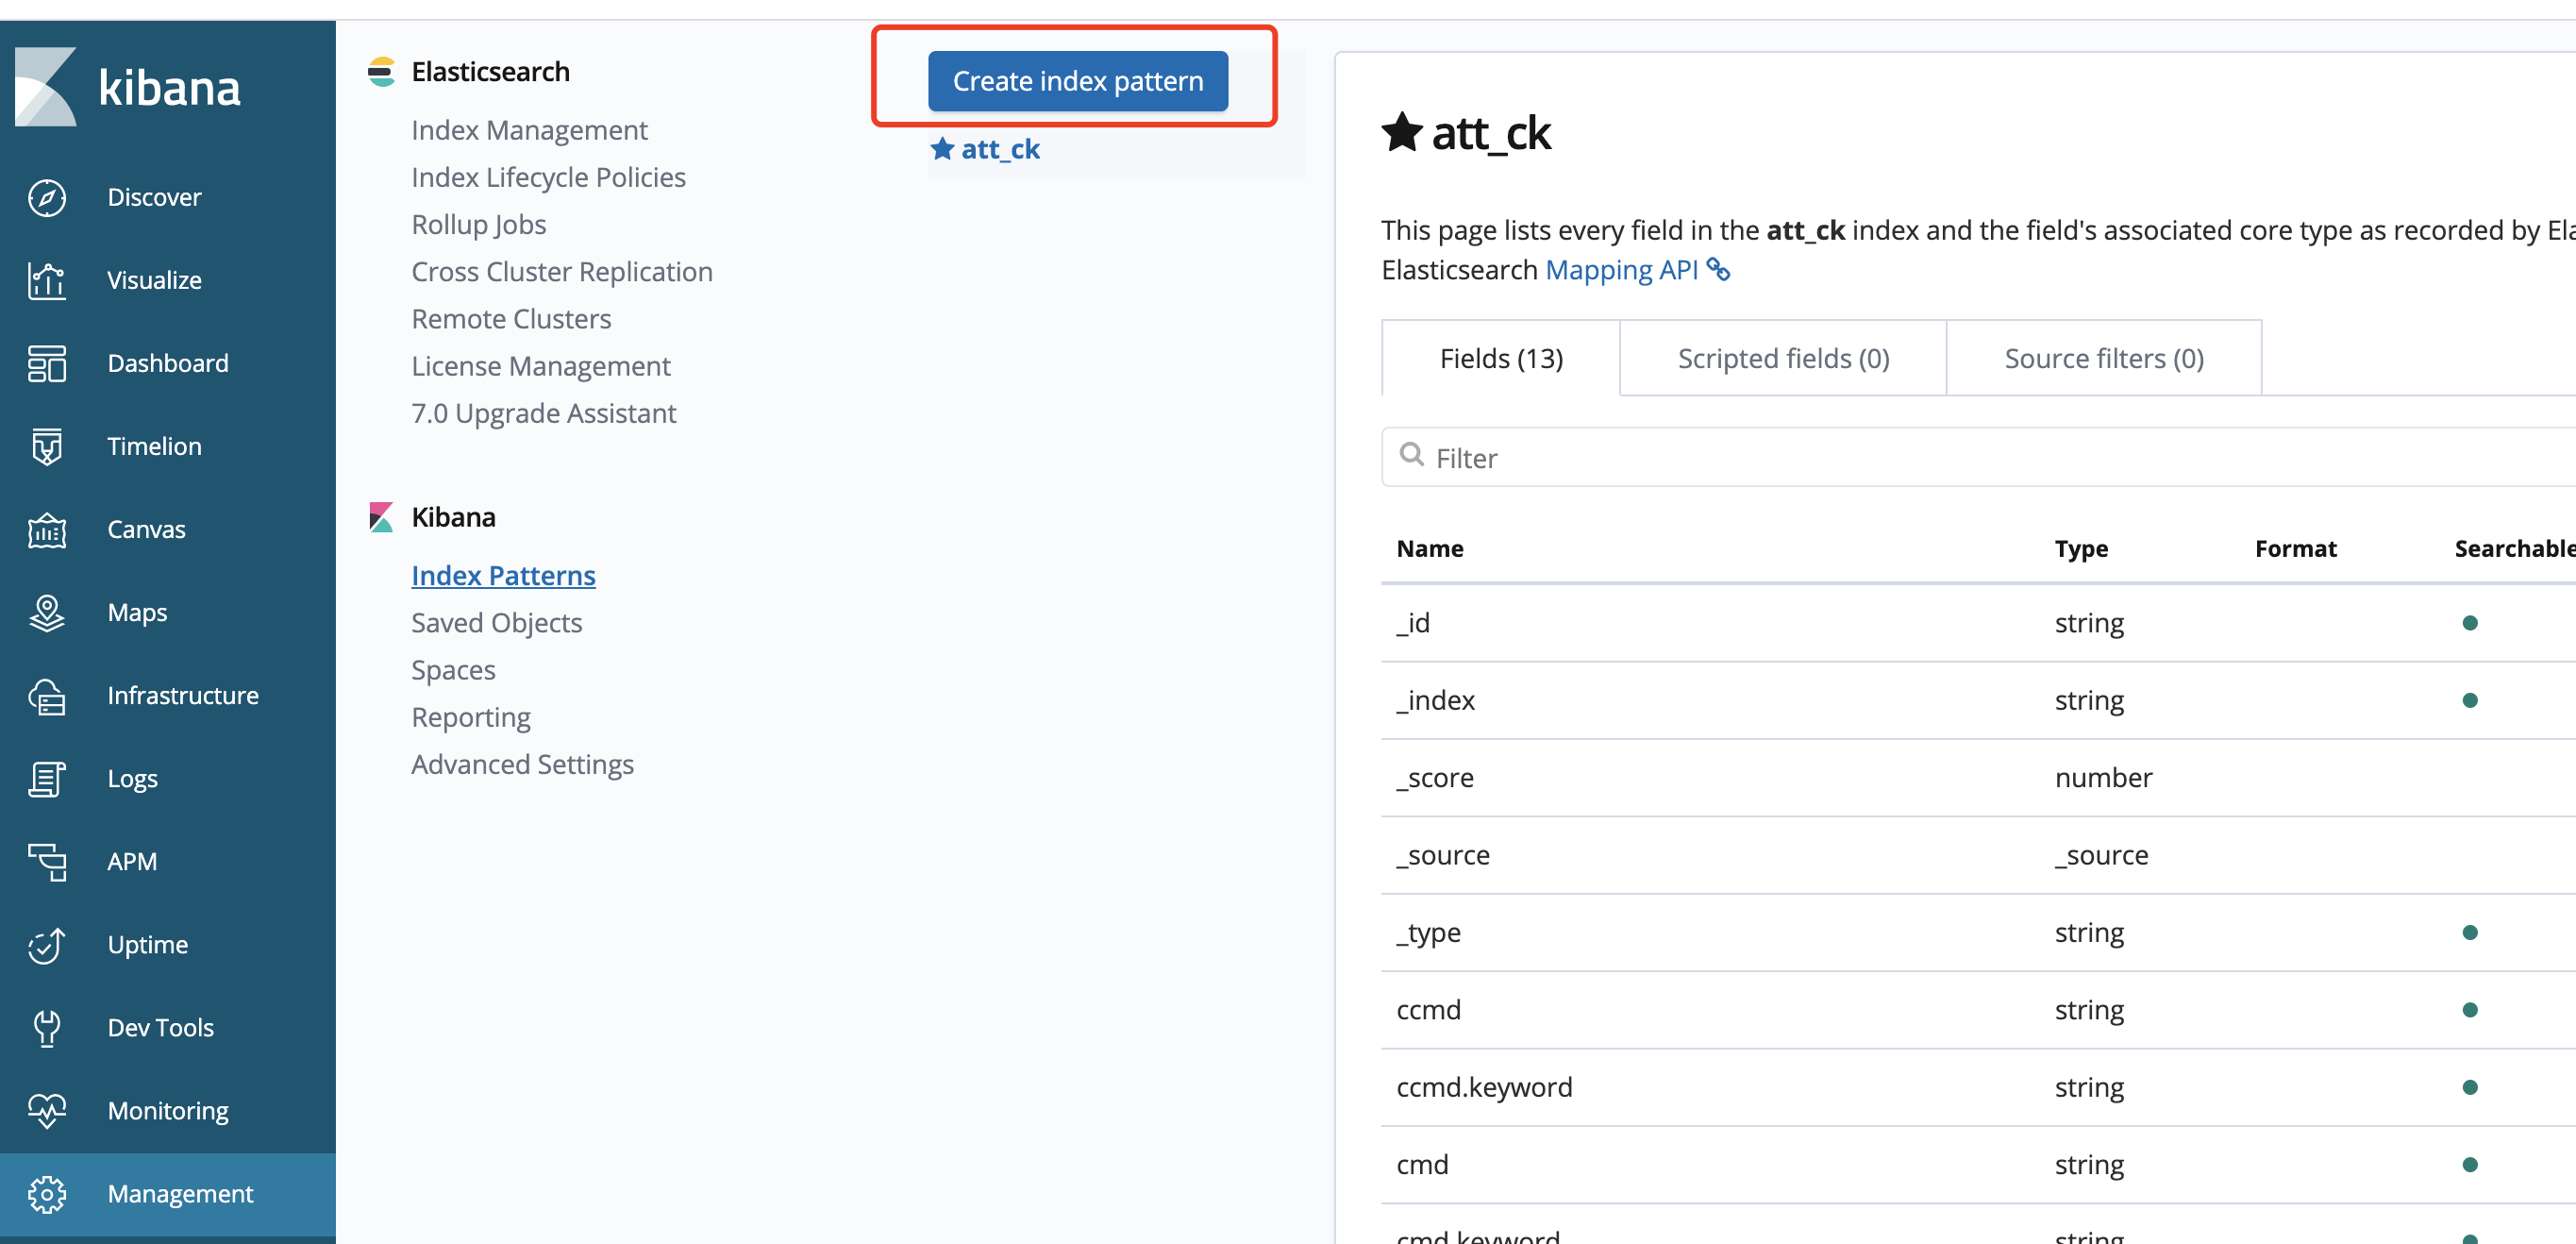 kibana
Discover
Visualize
Dashboard
Timelion
Canvas
Maps
Infrastructure
Logs
APM
Uptime
Dev Tools
Monitoring
Management
Elasticsearch
Index Management
Index Lifecycle Policies
Rollup Jobs
Cross Cluster Replication
Remote Clusters
License Management
7.0 Upgrade Assistant
Kibana
Index Patterns
Saved Objects
Spaces
Reporting
Advanced Settings
Create index pattern
★ att_ck
★ att_ck
This page lists every field in the att_ck index and the field's associated core type as recorded by Ela
Elasticsearch Mapping API
Fields (13) Scripted fields (0) Source filters (0)
Filter
Name Type Format Searchable
_id string
_index string
_score number
_source _source
_type string
ccmd string
ccmd.keyword string
cmd string
cmd.keyword string